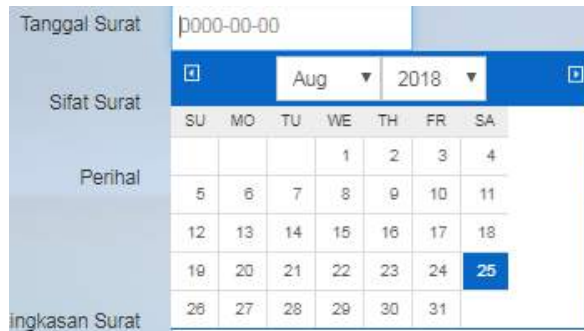 Tanggal Surat 0000-00-00
Aug 2018
Sifat Surat
SU MO TU WE TH FR SA
1 2 3 4
Perihal
5 6 7 8 9 10 11
12 13 14 15 16 17 18
19 20 21 22 23 24 25
26 27 28 29 30 31
ingkasan Surat